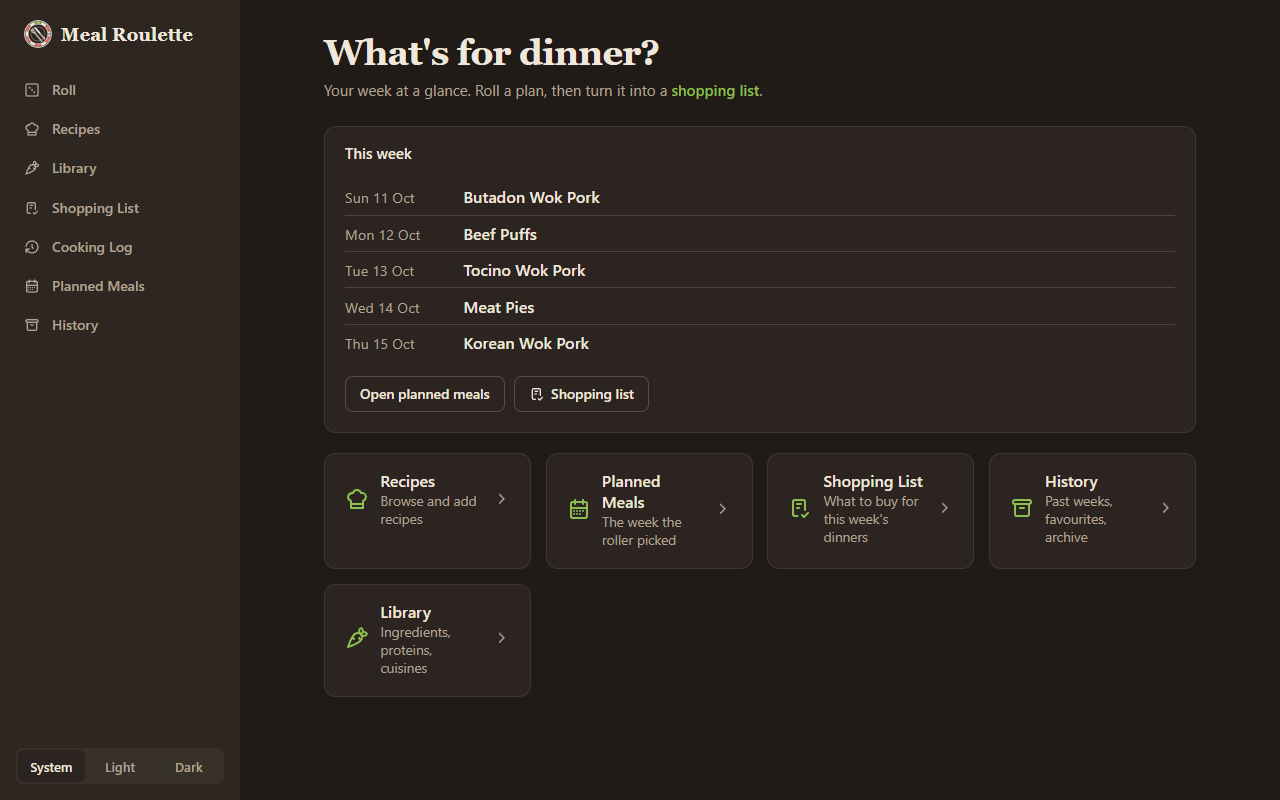 Meal Roulette
Roll
Recipes
Library
Shopping List
Cooking Log
Planned Meals
History
System Light Dark
What's for dinner?
Your week at a glance. Roll a plan, then turn it into a shopping list.
This week
Sun 11 Oct Butadon Wok Pork
Mon 12 Oct Beef Puffs
Tue 13 Oct Tocino Wok Pork
Wed 14 Oct Meat Pies
Thu 15 Oct Korean Wok Pork
Open planned meals Shopping list
Recipes
Browse and add
recipes
Planned
Meals
The week the
roller picked
Shopping List
What to buy for
this week's
dinners
History
Past weeks,
favourites,
archive
Library
Ingredients,
proteins,
cuisines